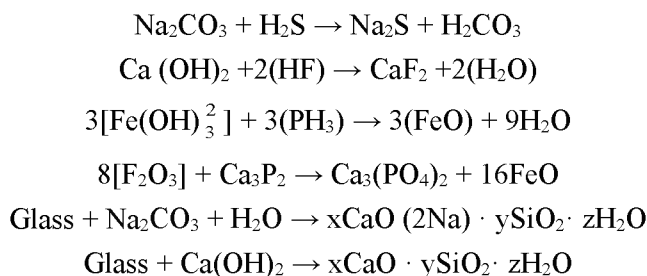 Na₂CO₃ + H₂S → Na₂S + H₂CO₃
Ca (OH)₂ +2(HF) → CaF₂ +2(H₂O)
3[Fe(OH)²₃] + 3(PH₃) → 3(FeO) + 9H₂O
8[F₂O₃] + Ca₃P₂ → Ca₃(PO₄)₂ + 16FeO
Glass + Na₂CO₃ + H₂O → xCaO (2Na) · ySiO₂· zH₂O
Glass + Ca(OH)₂ → xCaO · ySiO₂· zH₂O